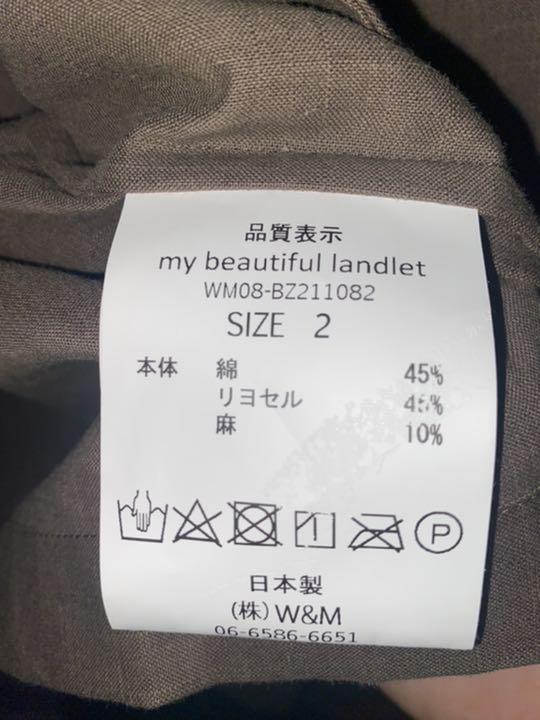 品質表示
my beautiful landlet
WM08-BZ211082
SIZE 2
本体 綿 45%
リヨセル 45%
麻 10%
P
日本製
(株) W&M
06-6586-6651